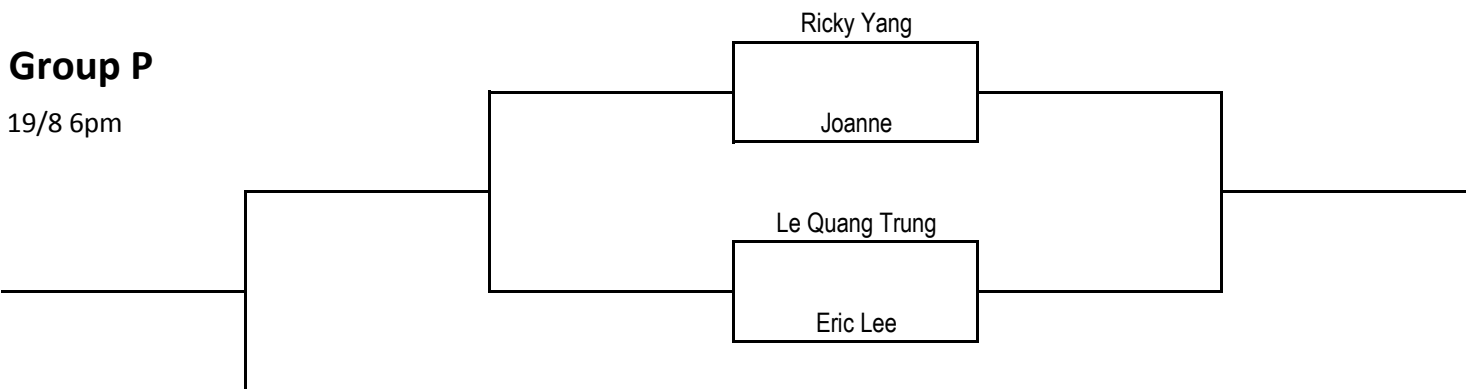 Ricky Yang
Group P
19/8 6pm
Joanne
Le Quang Trung
Eric Lee